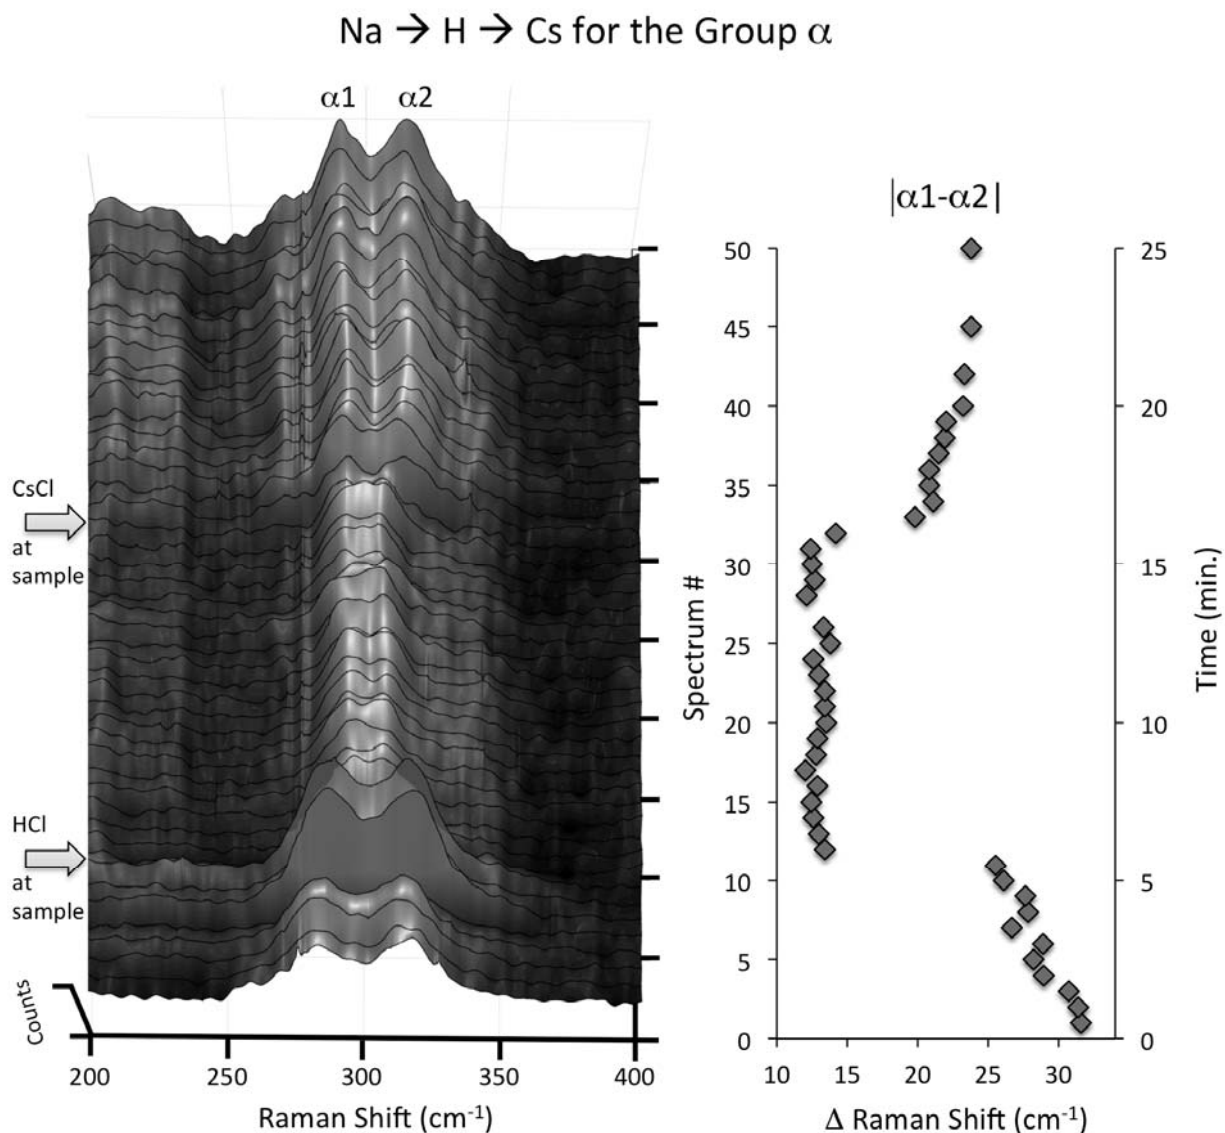 Na → H → Cs for the Group α
α1 α2
CsCl
at
sample
HCl
at
sample
Counts
200 250 300 350 400
Raman Shift (cm⁻¹)
|α1-α2|
50
45
40
35
30
25
20
15
10
5
0
Spectrum #
25
20
15
10
5
0
Time (min.)
10 15 20 25 30
Δ Raman Shift (cm⁻¹)